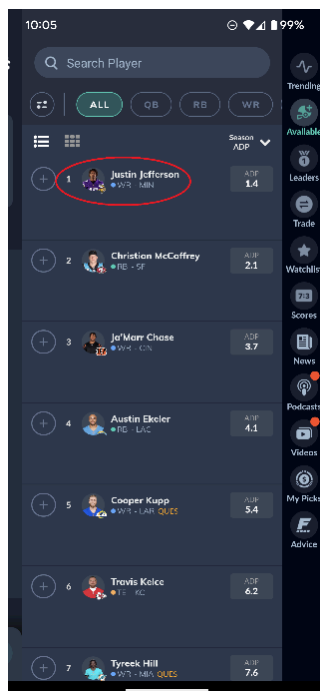 10:05
99%
Search Player
ALL QB RB WR
Season
ADP
1 Justin Jefferson
WR - MIN
ADP
1.4
2 Christian McCaffrey
RB - SF
ADP
2.1
3 Ja'Marr Chase
WR - CIN
ADP
3.7
4 Austin Ekeler
RB - LAC
ADP
4.1
5 Cooper Kupp
WR - LAR QUES
ADP
5.4
6 Travis Kelce
TE - KC
ADP
6.2
7 Tyreek Hill
WR - MIA QUES
ADP
7.6
Trending
Available
Leaders
Trade
Watchlis
7:3
Scores
News
Podcast
Videos
My Picks
Advice